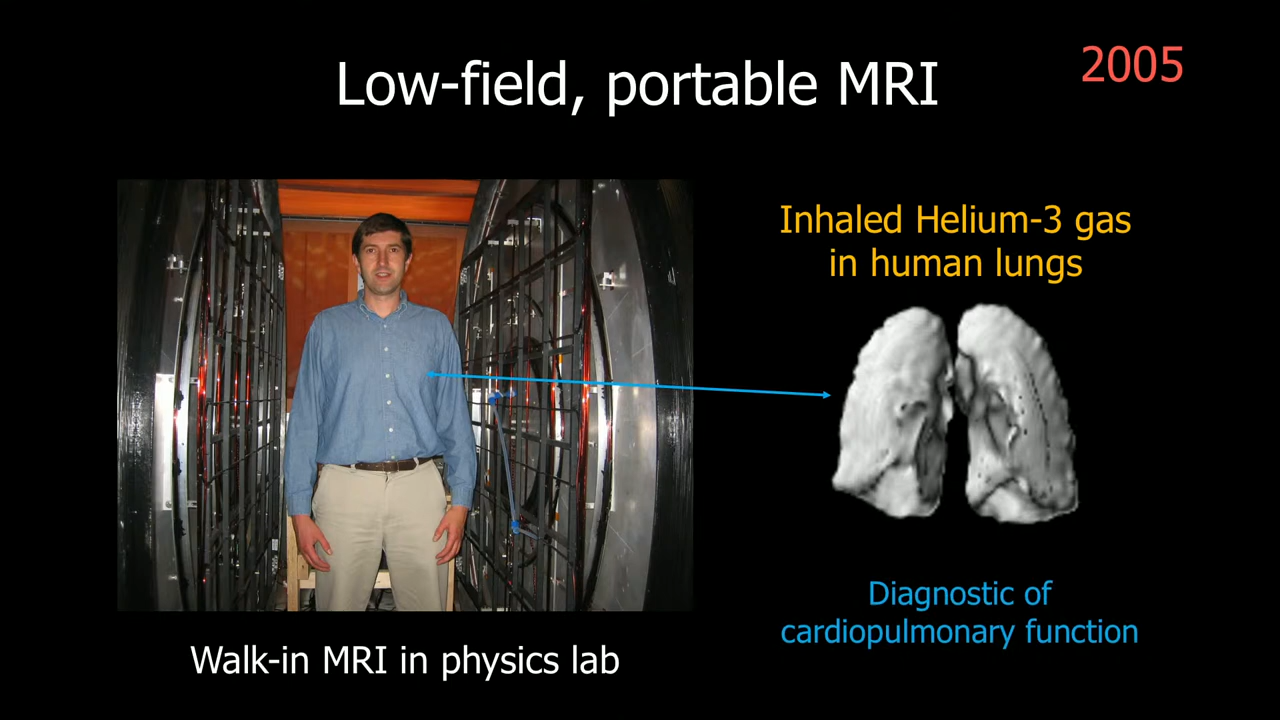 Low-field, portable MRI
2005
Inhaled Helium-3 gas
in human lungs
Diagnostic of
cardiopulmonary function
Walk-in MRI in physics lab